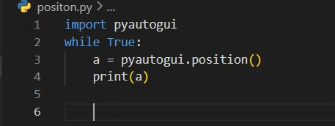 positon.py > ...
1 import pyautogui
2 while True:
3     a = pyautogui.position()
4     print(a)
5
6